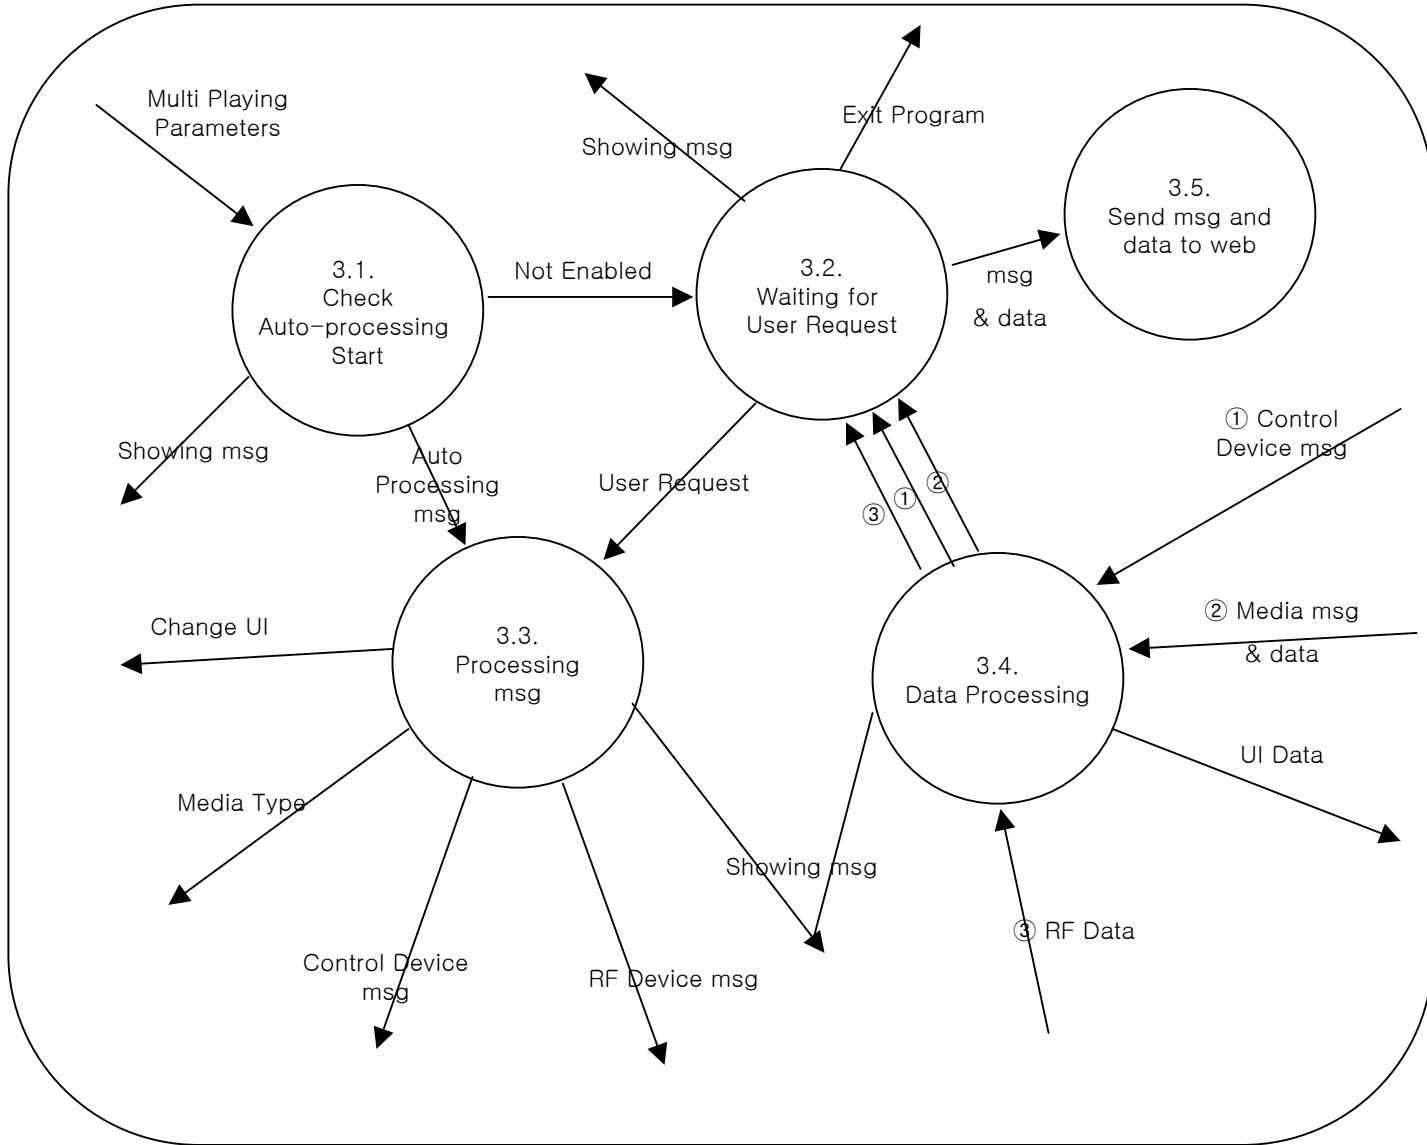 Multi Playing
Parameters
Showing msg
Exit Program
3.5.
Send msg and
data to web
3.1.
Check
Auto-processing
Start
Not Enabled
3.2.
Waiting for
User Request
msg
& data
Showing msg
Auto
Processing
msg
User Request
③
①
②
① Control
Device msg
Change UI
3.3.
Processing
msg
3.4.
Data Processing
② Media msg
& data
UI Data
Media Type
Showing msg
③ RF Data
Control Device
msg
RF Device msg